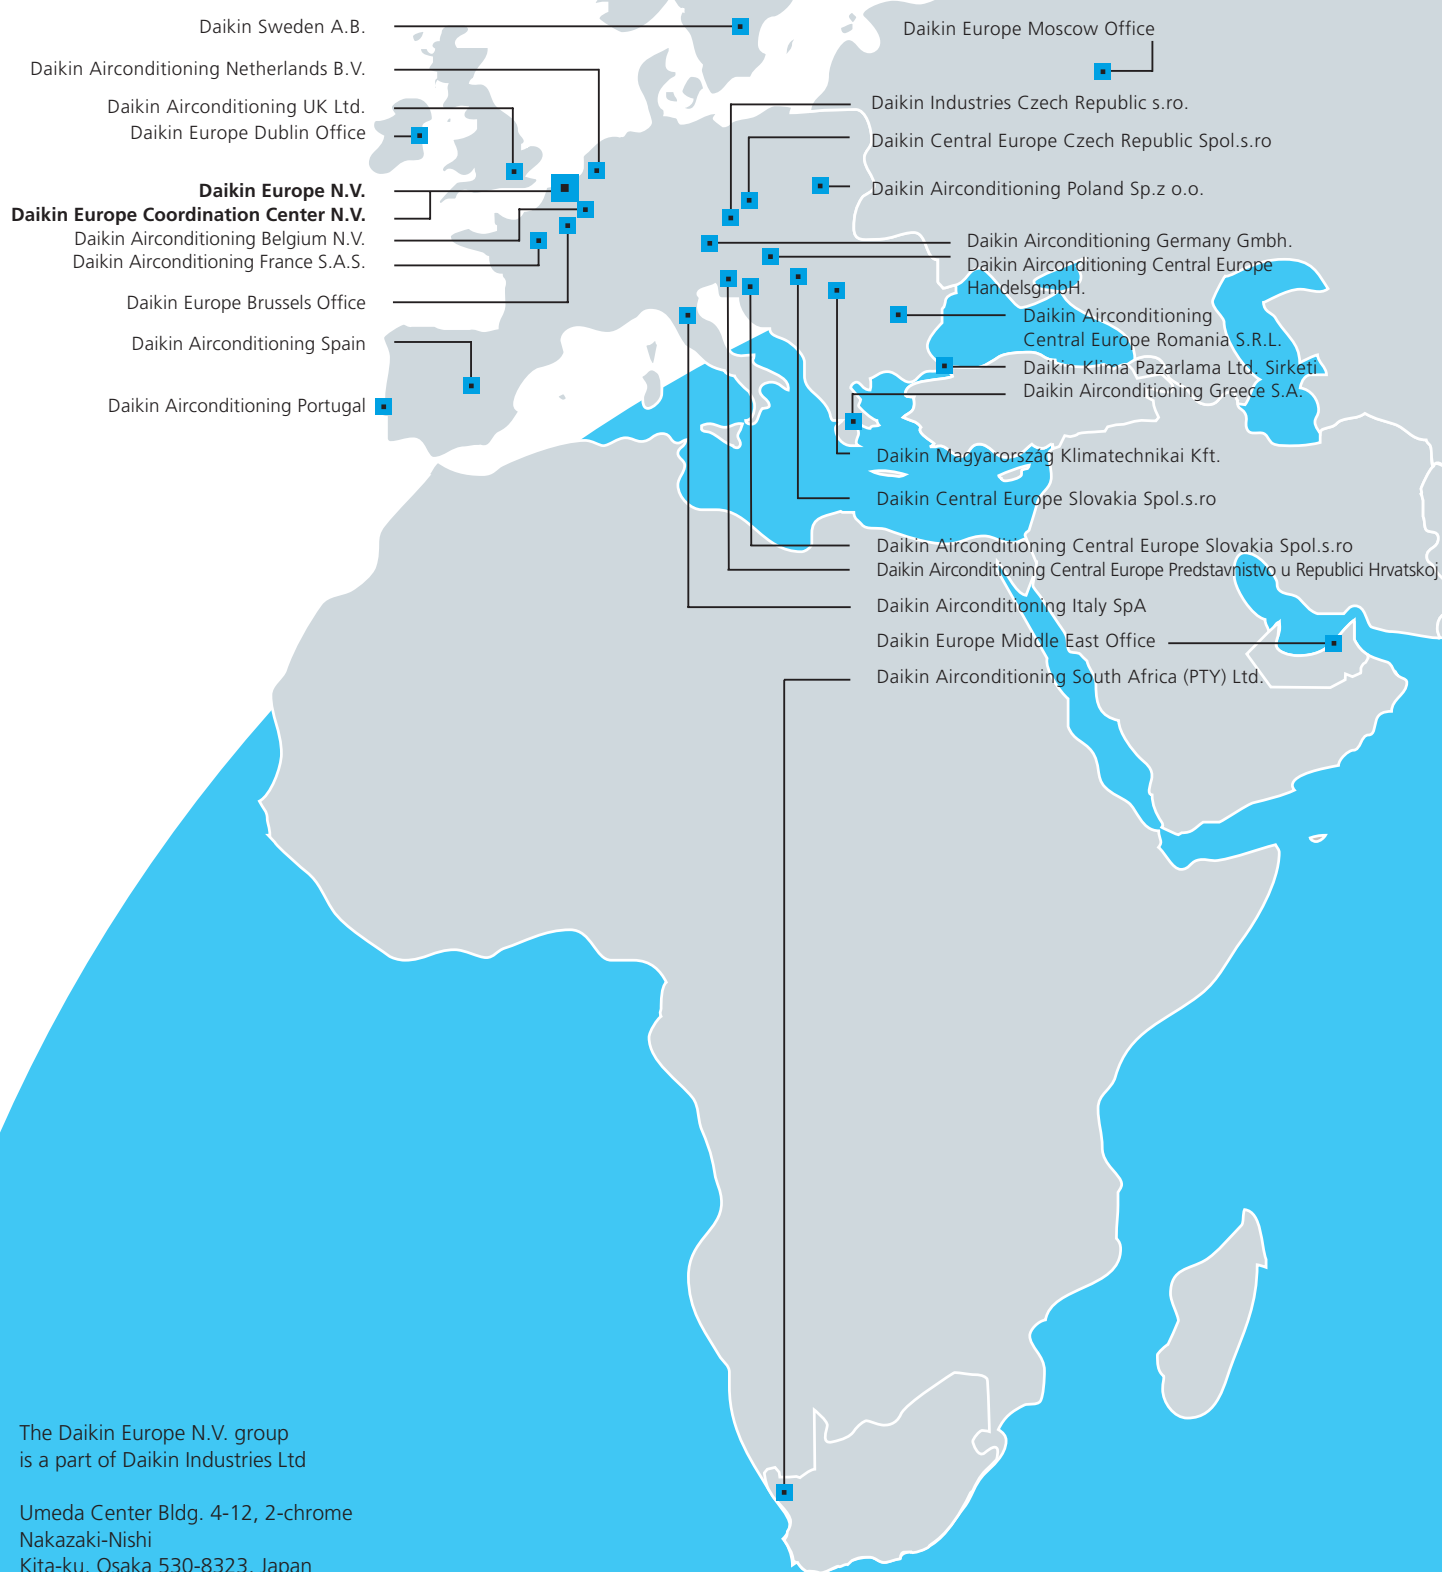 Daikin Sweden A.B.
Daikin Airconditioning Netherlands B.V.
Daikin Airconditioning UK Ltd.
Daikin Europe Dublin Office
Daikin Europe N.V.
Daikin Europe Coordination Center N.V.
Daikin Airconditioning Belgium N.V.
Daikin Airconditioning France S.A.S.
Daikin Europe Brussels Office
Daikin Airconditioning Spain
Daikin Airconditioning Portugal
Daikin Europe Moscow Office
Daikin Industries Czech Republic s.ro.
Daikin Central Europe Czech Republic Spol.s.ro
Daikin Airconditioning Poland Sp.z o.o.
Daikin Airconditioning Germany Gmbh.
Daikin Airconditioning Central Europe
HandelsgmbH.
Daikin Airconditioning
Central Europe Romania S.R.L.
Daikin Klima Pazarlama Ltd. Sirketi
Daikin Airconditioning Greece S.A.
Daikin Magyarország Klimatechnikai Kft.
Daikin Central Europe Slovakia Spol.s.ro
Daikin Airconditioning Central Europe Slovakia Spol.s.ro
Daikin Airconditioning Central Europe Predstavnistvo u Republici Hrvatskoj
Daikin Airconditioning Italy SpA
Daikin Europe Middle East Office
Daikin Airconditioning South Africa (PTY) Ltd.
The Daikin Europe N.V. group
is a part of Daikin Industries Ltd
Umeda Center Bldg. 4-12, 2-chrome
Nakazaki-Nishi
Kita-ku, Osaka 530-8323, Japan